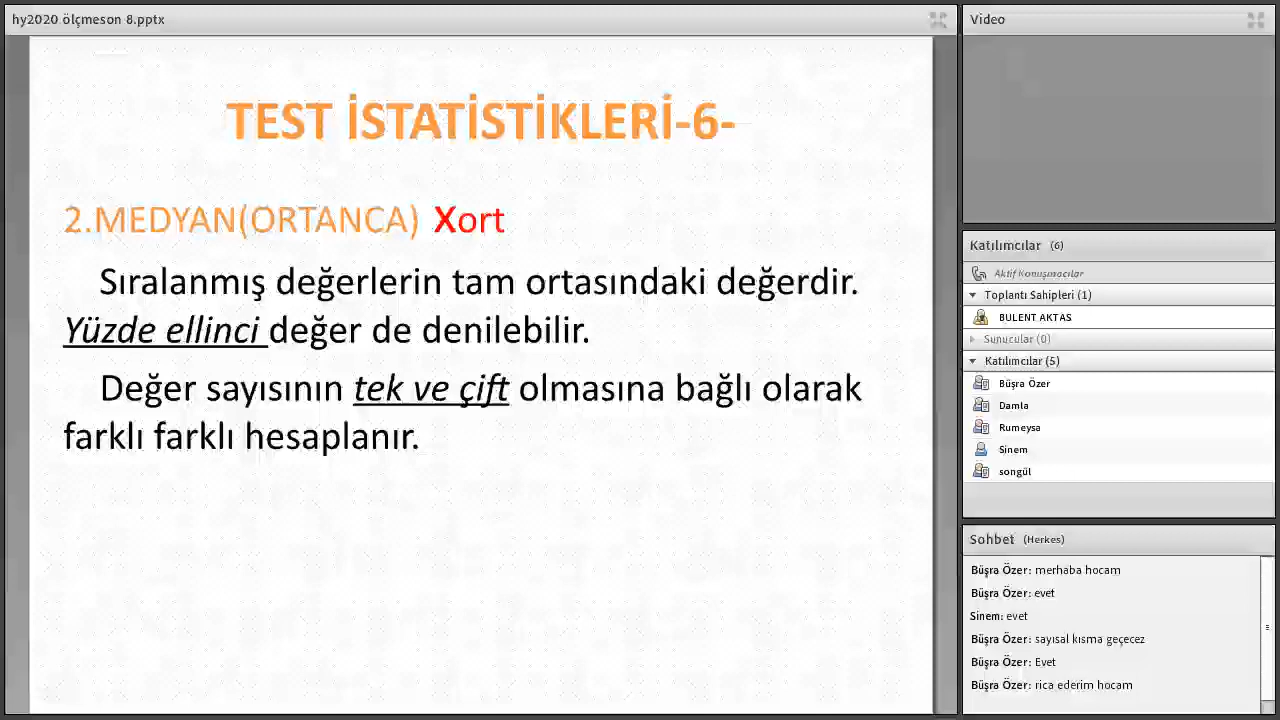 hy2020 ölçmeson 8.pptx
TEST İSTATİSTİKLERİ-6-
2.MEDYAN(ORTANCA) Xort
Sıralanmış değerlerin tam ortasındaki değerdir.
Yüzde ellinci değer de denilebilir.
Değer sayısının tek ve çift olmasına bağlı olarak
farklı farklı hesaplanır.
Video
Katılımcılar (6)
Aktif Konuşmacılar
Toplantı Sahipleri (1)
BULENT AKTAS
Sunucular (0)
Katılımcılar (5)
Büşra Özer
Damla
Rumeysa
Sinem
songül
Sohbet (Herkes)
Büşra Özer: merhaba hocam
Büşra Özer: evet
Sinem: evet
Büşra Özer: sayısal kısma geçecez
Büşra Özer: Evet
Büşra Özer: rica ederim hocam